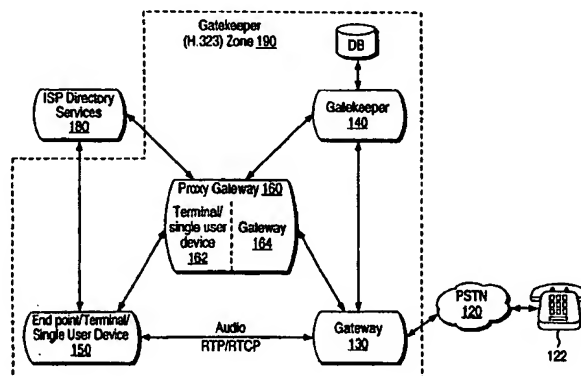 Gatekeeper
(H.323) Zone 190
DB
ISP Directory
Services
180
Gatekeeper
140
Proxy Gateway 160
Terminal/
single user
device
162
Gateway
164
End point/Terminal/
Single User Device
150
Audio
RTP/RTCP
Gateway
130
PSTN
120
122